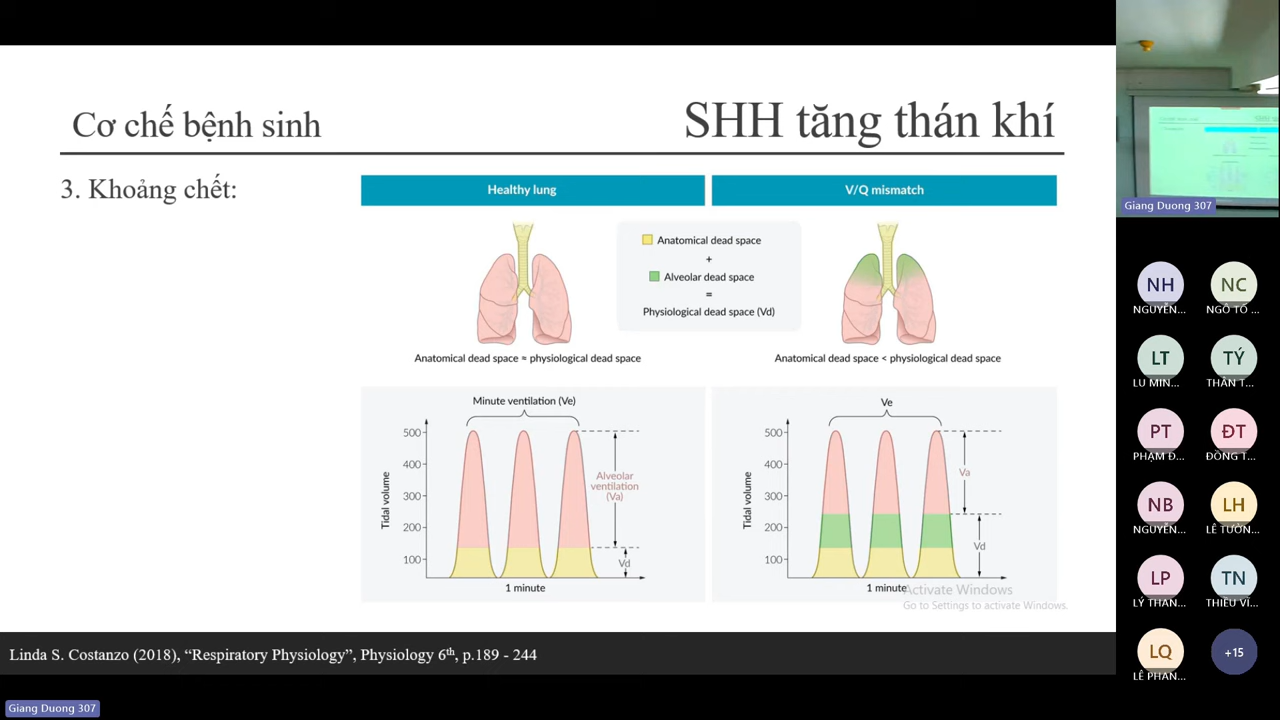 Cơ chế bệnh sinh
SHH tăng thán khí
3. Khoảng chết:
Healthy lung
V/Q mismatch
Anatomical dead space
+
Alveolar dead space
=
Physiological dead space (Vd)
Anatomical dead space ≈ physiological dead space
Anatomical dead space < physiological dead space
Minute ventilation (Ve)
500
400
300
200
100
Tidal volume
Alveolar
ventilation
(Va)
Vd
1 minute
Ve
500
400
300
200
100
Tidal volume
Va
Vd
1 minute
Activate Windows
Go to Settings to activate Windows.
Linda S. Costanzo (2018), “Respiratory Physiology”, Physiology 6th, p.189 - 244
Giang Duong 307
Giang Duong 307
NH
NGUYỄN...
NC
NGÔ TỐ ...
LT
LU MIN...
TÝ
THÂN T...
PT
PHẠM Đ...
ĐT
ĐỒNG T...
NB
NGUYỄN...
LH
LÊ TƯỜN...
LP
LÝ THAN...
TN
THIỀU VĨ...
LQ
LÊ PHAN...
+15